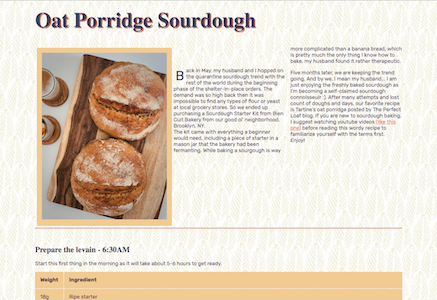 Oat Porridge Sourdough
Back in May, my husband and I hopped on
the quarantine sourdough trend with the
rest of the world during the beginning
phase of the shelter-in-place orders. The
demand was so high back then it was
impossible to find any types of flour or yeast
at local grocery stores. So we ended up
purchasing a Sourdough Starter Kit from Bien
Cuit Bakery from our good ol' neighborhood,
Brooklyn, NY.
The kit came with everything a beginner
would need, including a piece of starter in a
mason jar that the bakery had been
fermenting. While baking a sourgough is way
more complicated than a banana bread, which
is pretty much the only thing I know how to
bake, my husband found it rather therapeutic.
Five months later, we are keeping the trend
going. And by we, I mean my husband... I am
just enjoying the freshly baked sourdough as
I'm becoming a self-claimed sourdough
connoisseur :). After many attempts and lost
count of doughs and days, our favorite recipe
is Tartine's oat porridge posted by The Perfect
Loaf blog. If you are new to sourdough baking,
I suggest watching youtube videos (like this
one) before reading this wordy recipe to
familiarize yourself with the terms first.
Enjoy!
Prepare the levain - 6:30AM
Start this first thing in the morning as it will take about 5-6 hours to get ready.
Weight Ingredient
18g Ripe starter